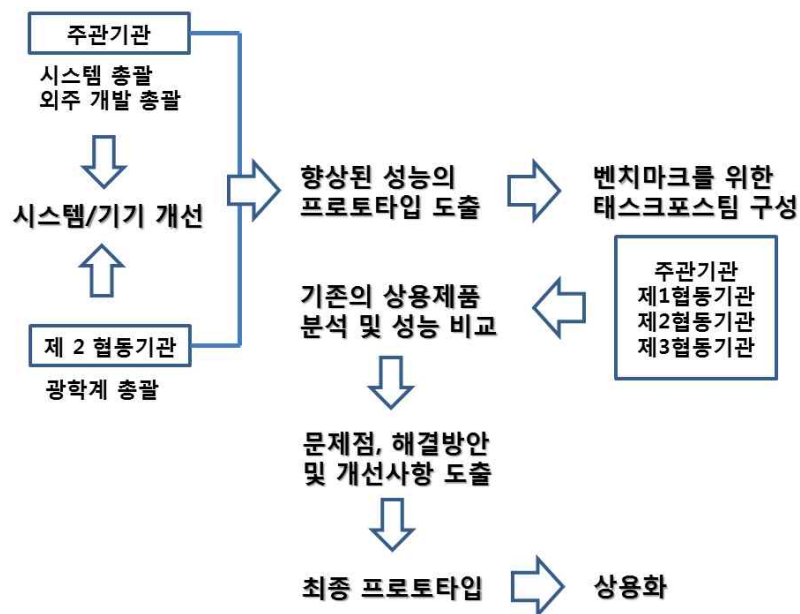 주관기관
시스템 총괄
외주 개발 총괄
시스템/기기 개선
제 2 협동기관
광학계 총괄
향상된 성능의
프로토타입 도출
벤치마크를 위한
태스크포스팀 구성
주관기관
제1협동기관
제2협동기관
제3협동기관
기존의 상용제품
분석 및 성능 비교
문제점, 해결방안
및 개선사항 도출
최종 프로토타입
상용화